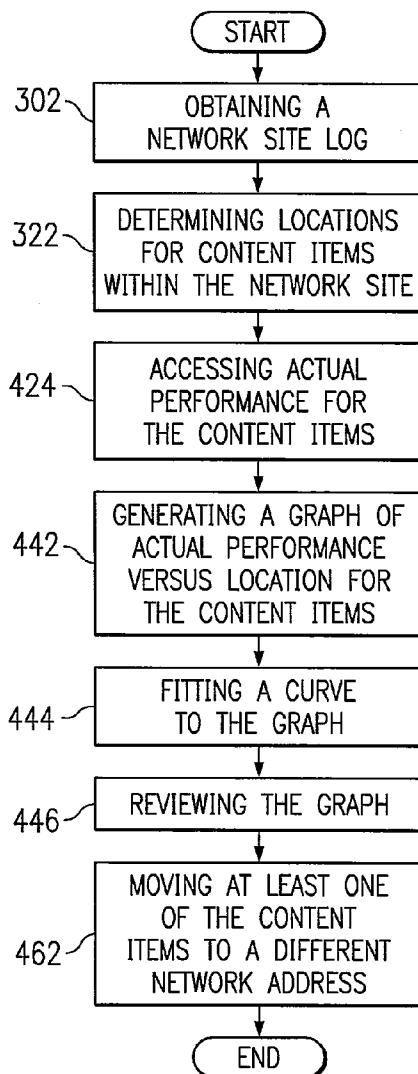 START
302
OBTAINING A
NETWORK SITE LOG
322
DETERMINING LOCATIONS
FOR CONTENT ITEMS
WITHIN THE NETWORK SITE
424
ACCESSING ACTUAL
PERFORMANCE FOR
THE CONTENT ITEMS
442
GENERATING A GRAPH OF
ACTUAL PERFORMANCE
VERSUS LOCATION FOR
THE CONTENT ITEMS
444
FITTING A CURVE
TO THE GRAPH
446
REVIEWING THE GRAPH
462
MOVING AT LEAST ONE
OF THE CONTENT
ITEMS TO A DIFFERENT
NETWORK ADDRESS
END